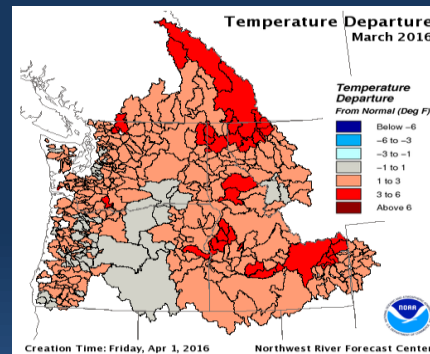 Temperature Departure
March 2016
Temperature
Departure
From Normal (Deg F)
Below -6
-6 to -3
-3 to -1
-1 to 1
1 to 3
3 to 6
Above 6
NOAA
Creation Time: Friday, Apr 1, 2016
Northwest River Forecast Center